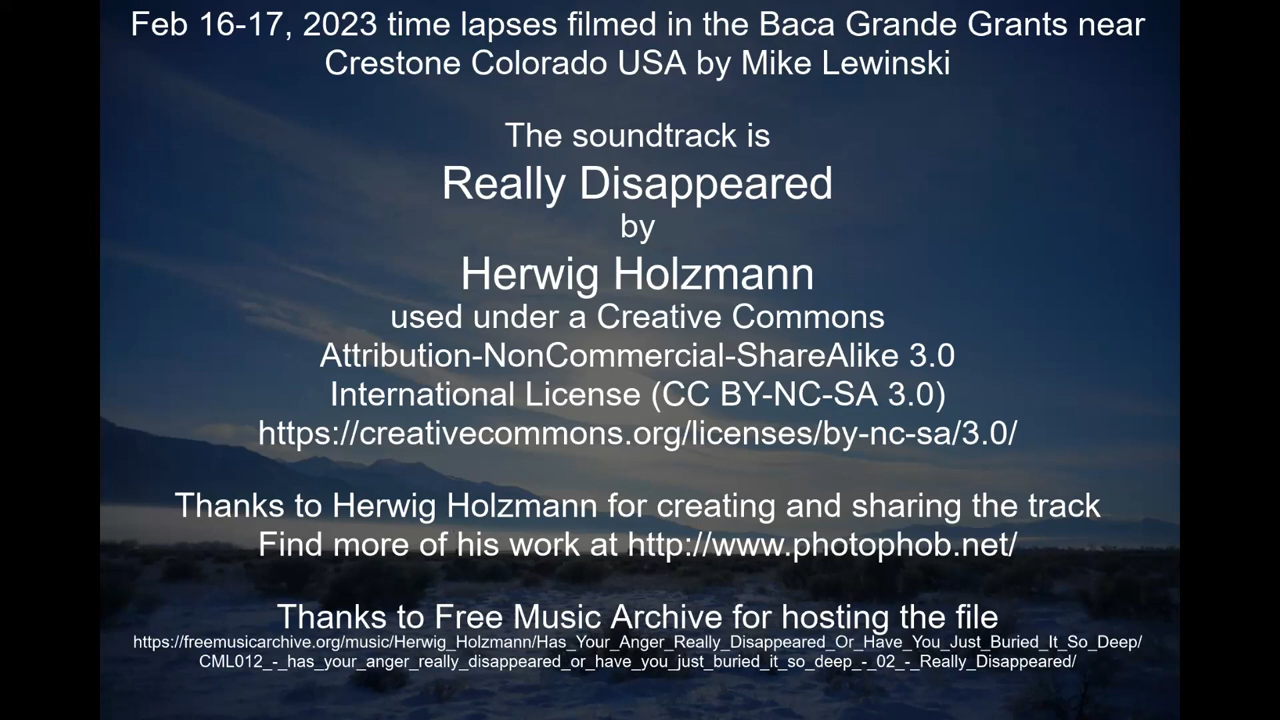 Feb 16-17, 2023 time lapses filmed in the Baca Grande Grants near
Crestone Colorado USA by Mike Lewinski
The soundtrack is
Really Disappeared
by
Herwig Holzmann
used under a Creative Commons
Attribution-NonCommercial-ShareAlike 3.0
International License (CC BY-NC-SA 3.0)
https://creativecommons.org/licenses/by-nc-sa/3.0/
Thanks to Herwig Holzmann for creating and sharing the track
Find more of his work at http://www.photophob.net/
Thanks to Free Music Archive for hosting the file
https://freemusicarchive.org/music/Herwig_Holzmann/Has_Your_Anger_Really_Disappeared_Or_Have_You_Just_Buried_It_So_Deep/
CML012_-_has_your_anger_really_disappeared_or_have_you_just_buried_it_so_deep_-_02_-_Really_Disappeared/